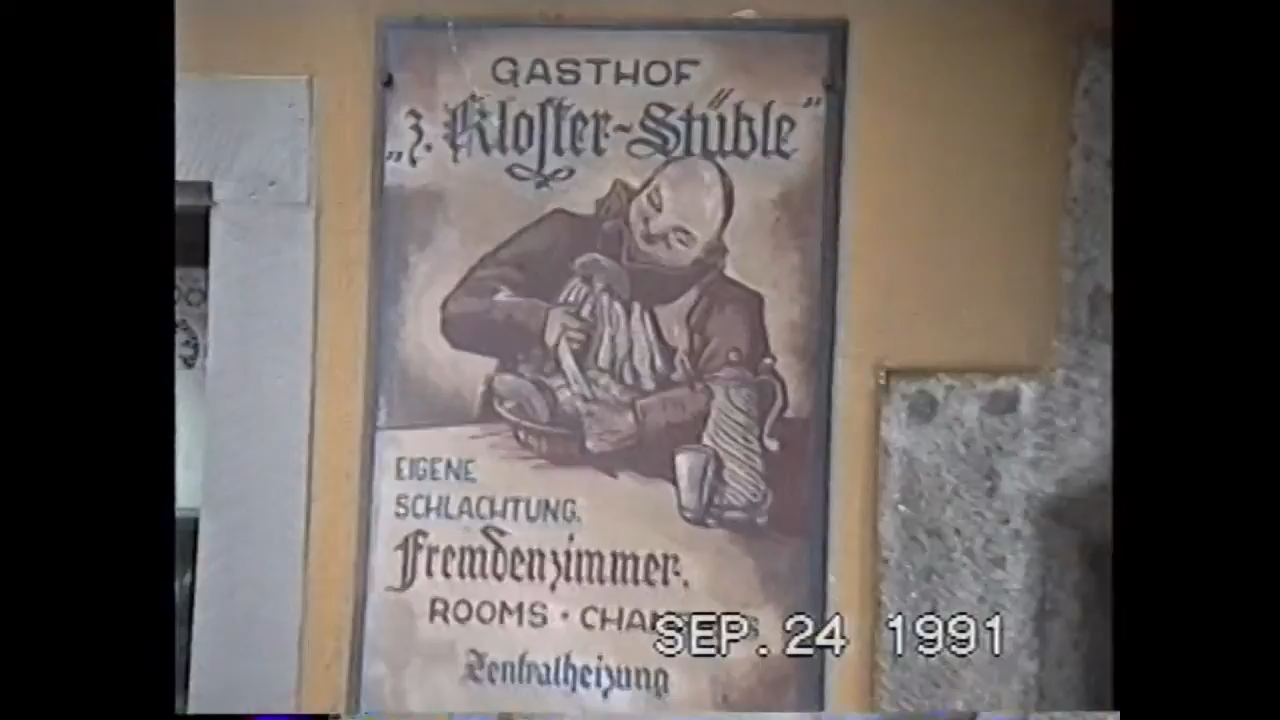 GASTHOF
„z. Kloster-Stüble"
EIGENE
SCHLACHTUNG.
Fremdenzimmer.
ROOMS ·
SEP. 24 1991
Zentralheizung